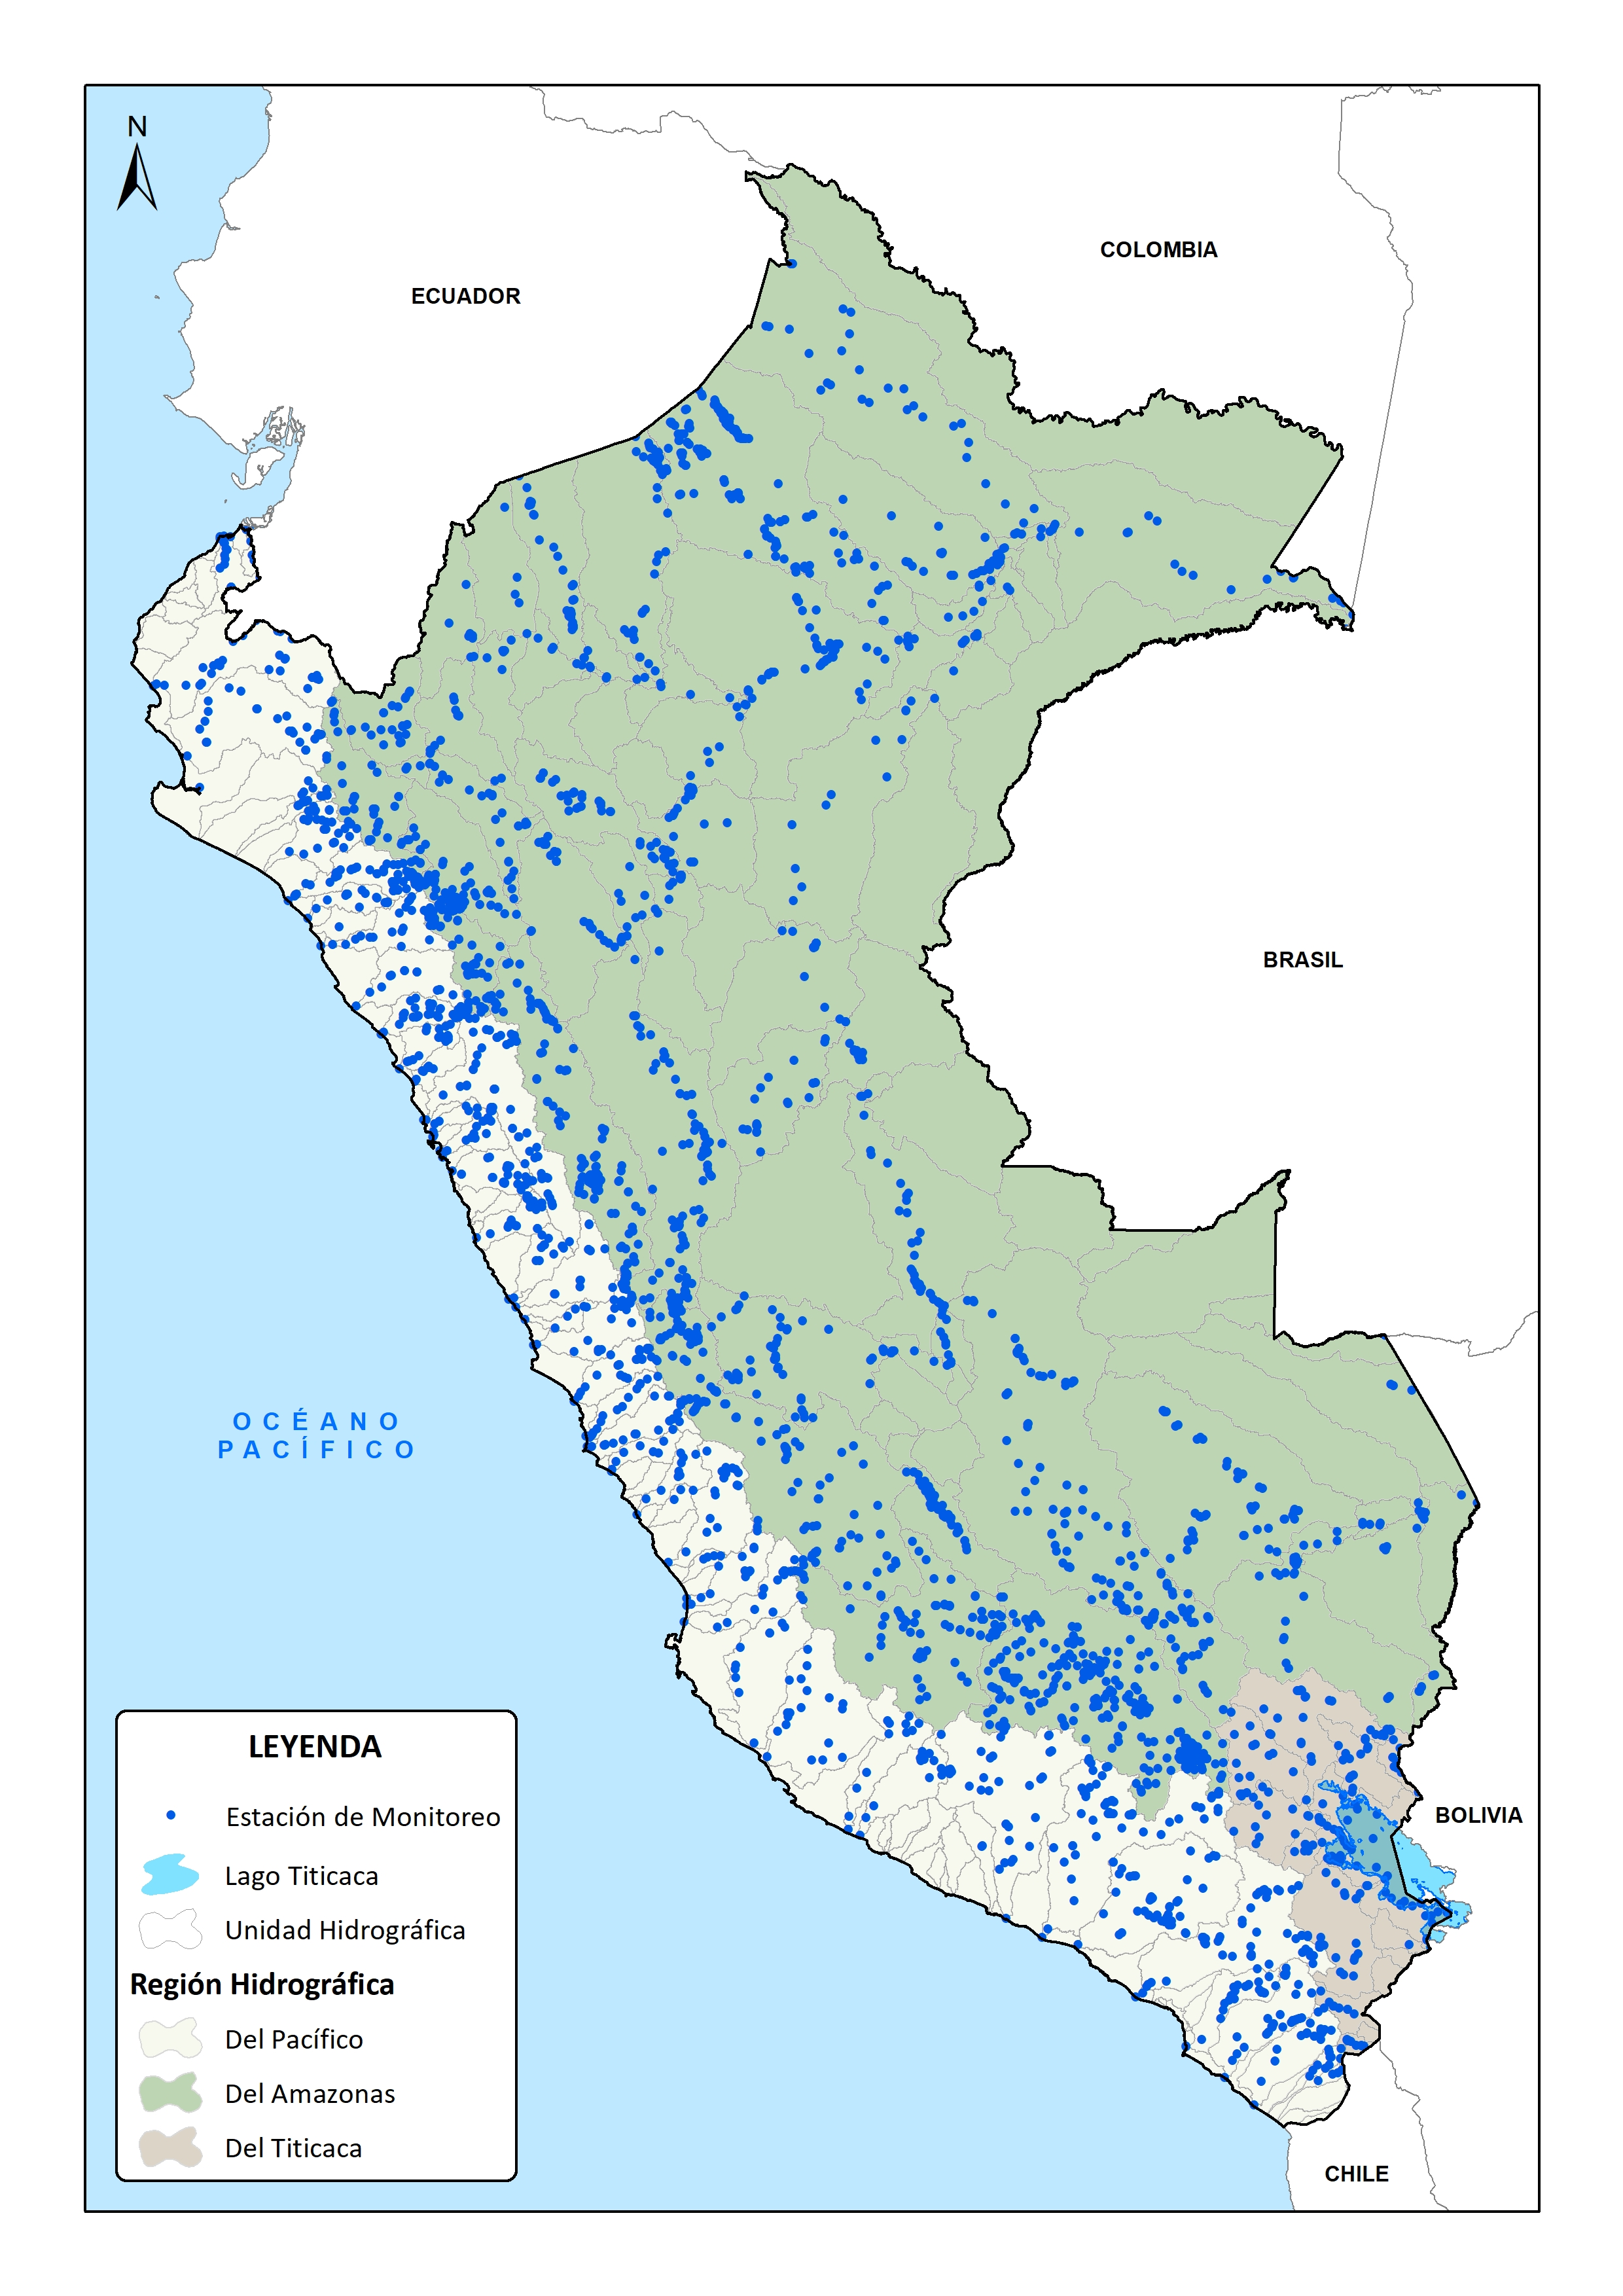 N
COLOMBIA
ECUADOR
BRASIL
OCÉANO
PACÍFICO
LEYENDA
Estación de Monitoreo
Lago Titicaca
Unidad Hidrográfica
Región Hidrográfica
Del Pacífico
Del Amazonas
Del Titicaca
BOLIVIA
CHILE